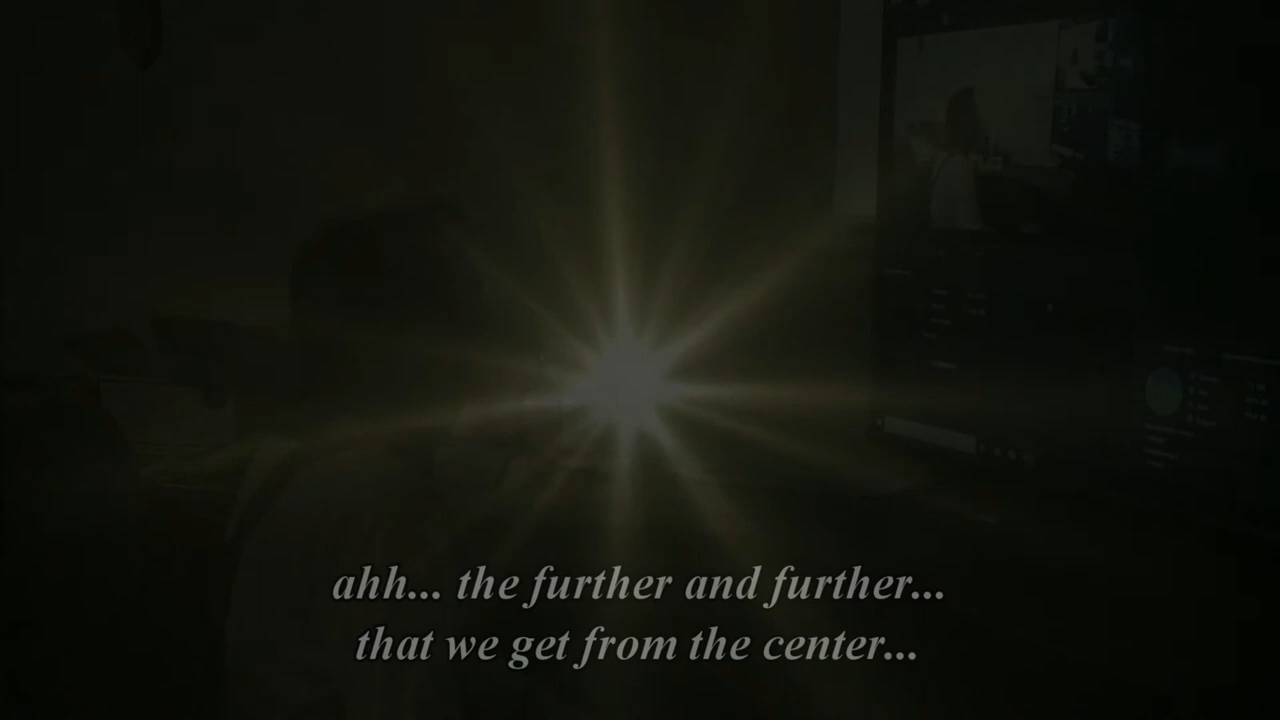 ahh... the further and further...
that we get from the center...